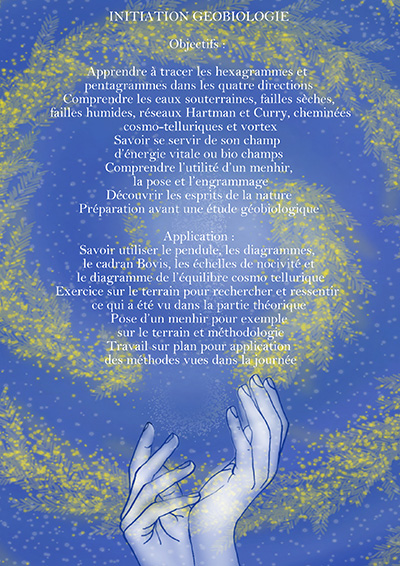 INITIATION GEOBIOLOGIE
Objectifs :
Apprendre à tracer les hexagrammes et
pentagrammes dans les quatre directions
Comprendre les eaux souterraines, failles sèches,
failles humides, réseaux Hartman et Curry, cheminées
cosmo-telluriques et vortex
Savoir se servir de son champ
d'énergie vitale ou bio champs
Comprendre l'utilité d'un menhir,
la pose et l'engrammage
Découvrir les esprits de la nature
Préparation avant une étude géobiologique
Application :
Savoir utiliser le pendule, les diagrammes,
le cadran Bovis, les échelles de nocivité et
le diagramme de l'équilibre cosmo tellurique
Exercice sur le terrain pour rechercher et ressentir
ce qui a été vu dans la partie théorique
Pose d'un menhir pour exemple
sur le terrain et méthodologie
Travail sur plan pour application
des méthodes vues dans la journée